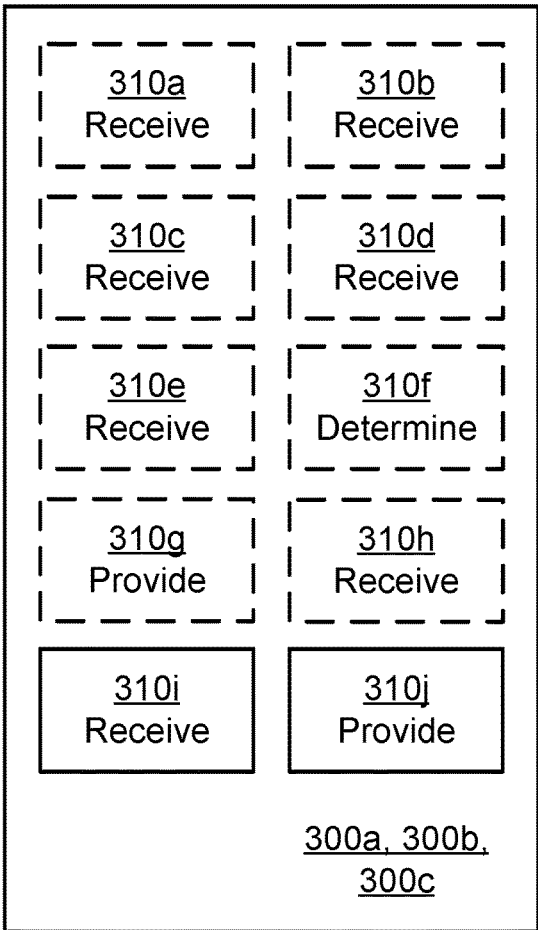 310a
Receive
310b
Receive
310c
Receive
310d
Receive
310e
Receive
310f
Determine
310g
Provide
310h
Receive
310i
Receive
310j
Provide
300a, 300b,
300c